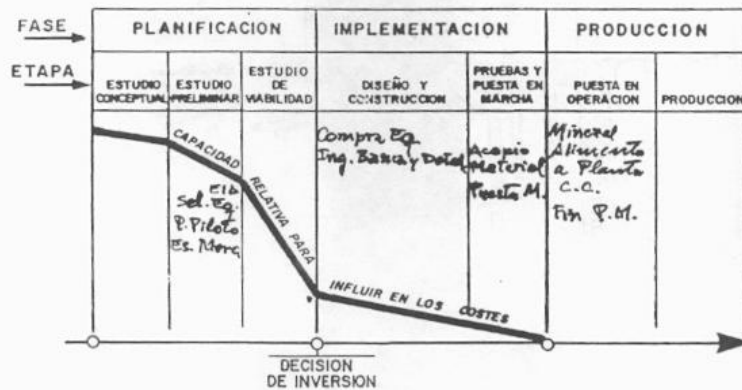 FASE
PLANIFICACION
IMPLEMENTACION
PRODUCCION
ETAPA
ESTUDIO
CONCEPTUAL
ESTUDIO
PRELIMINAR
ESTUDIO
DE
VIABILIDAD
DISEÑO Y
CONSTRUCCION
PRUEBAS Y
PUESTA EN
MARCHA
PUESTA EN
OPERACION
PRODUCCION
CAPACIDAD RELATIVA PARA INFLUIR EN LOS COSTES
EIA
Sel. Eq
P. Piloto
Es. Merc
Compra Eq
Ing. Basica y Detal
Acopio
Material
Puesta M.
Mineral
Alimento
a Planta
C.C.
Fin P.M.
DECISION
DE INVERSION